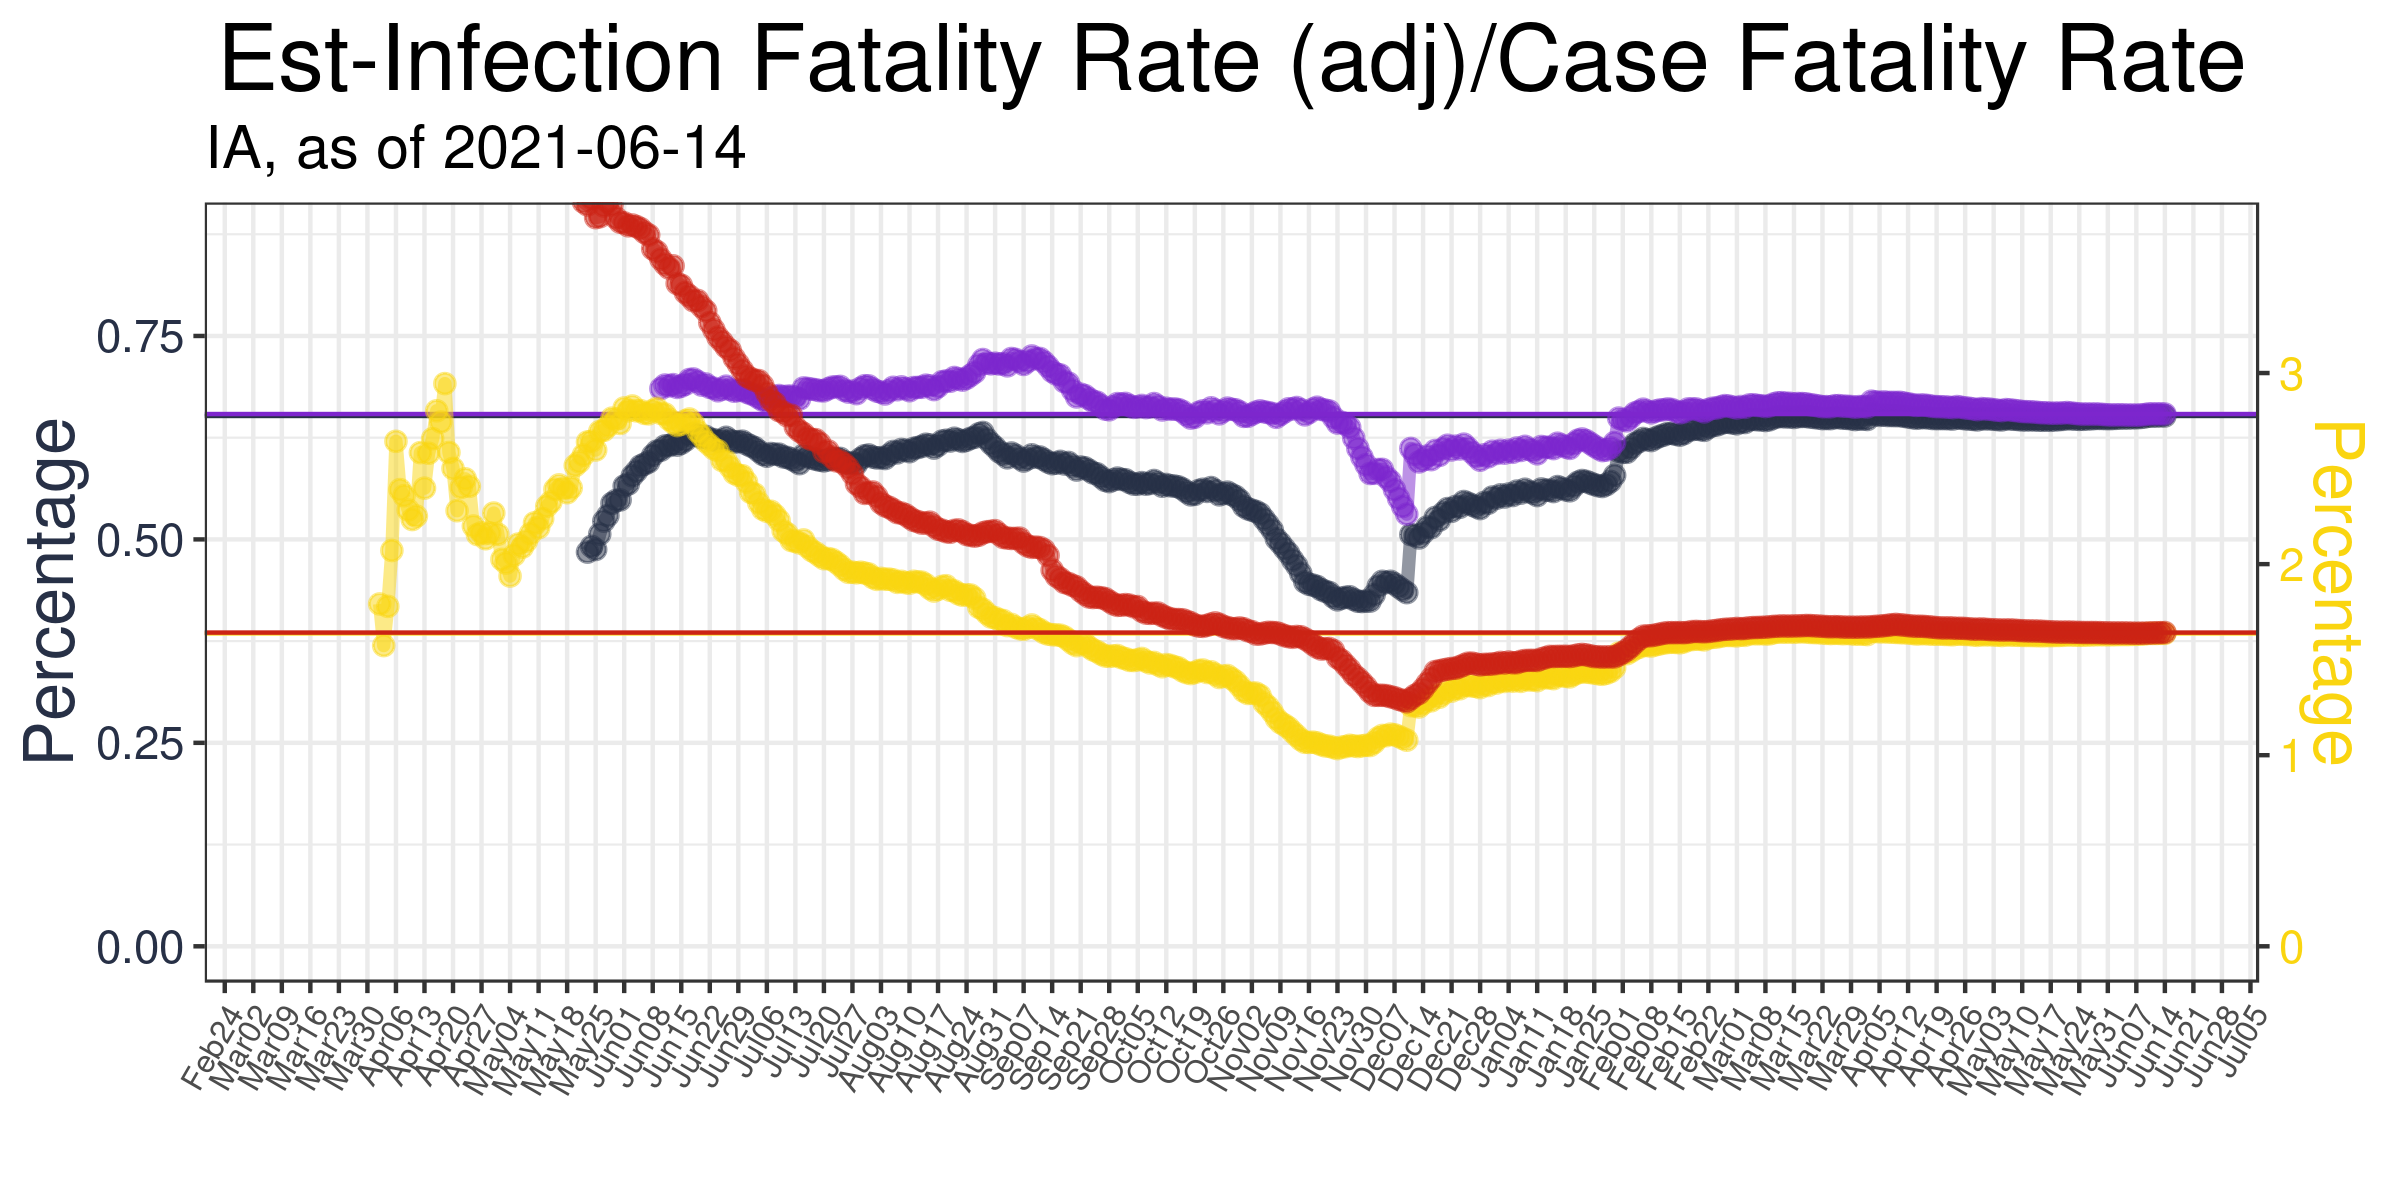 Est-Infection Fatality Rate (adj)/Case Fatality Rate
IA, as of 2021-06-14
Percentage
0.75
0.50
0.25
0.00
3
2
1
0
Percentage
Feb24
Mar02
Mar09
Mar16
Mar23
Mar30
Apr06
Apr13
Apr20
Apr27
May04
May11
May18
May25
Jun01
Jun08
Jun15
Jun22
Jun29
Jul06
Jul13
Jul20
Jul27
Aug03
Aug10
Aug17
Aug24
Aug31
Sep07
Sep14
Sep21
Sep28
Oct05
Oct12
Oct19
Oct26
Nov02
Nov09
Nov16
Nov23
Nov30
Dec07
Dec14
Dec21
Dec28
Jan04
Jan11
Jan18
Jan25
Feb01
Feb08
Feb15
Feb22
Mar01
Mar08
Mar15
Mar22
Mar29
Apr05
Apr12
Apr19
Apr26
May03
May10
May17
May24
May31
Jun07
Jun14
Jun21
Jun28
Jul05